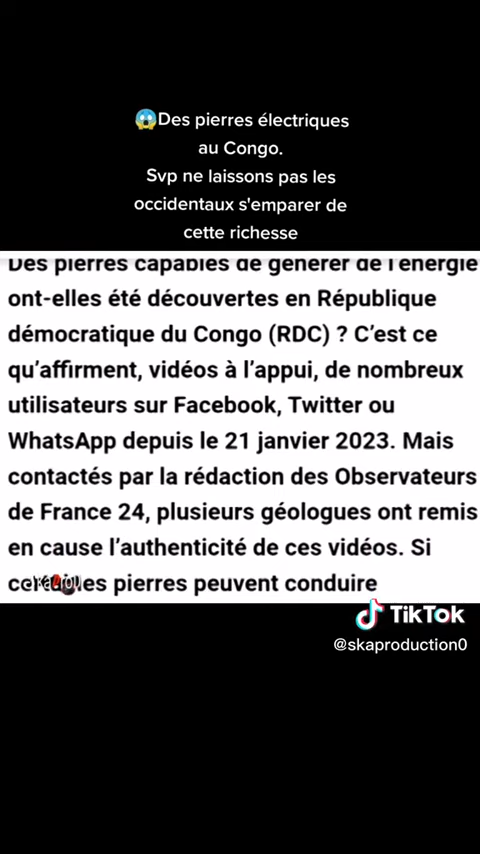 😱Des pierres électriques
au Congo.
Svp ne laissons pas les
occidentaux s'emparer de
cette richesse
Des pierres capables de générer de l'énergie
ont-elles été découvertes en République
démocratique du Congo (RDC) ? C'est ce
qu'affirment, vidéos à l'appui, de nombreux
utilisateurs sur Facebook, Twitter ou
WhatsApp depuis le 21 janvier 2023. Mais
contactés par la rédaction des Observateurs
de France 24, plusieurs géologues ont remis
en cause l'authenticité de ces vidéos. Si
pierres peuvent conduire
TikTok
@skaproduction0